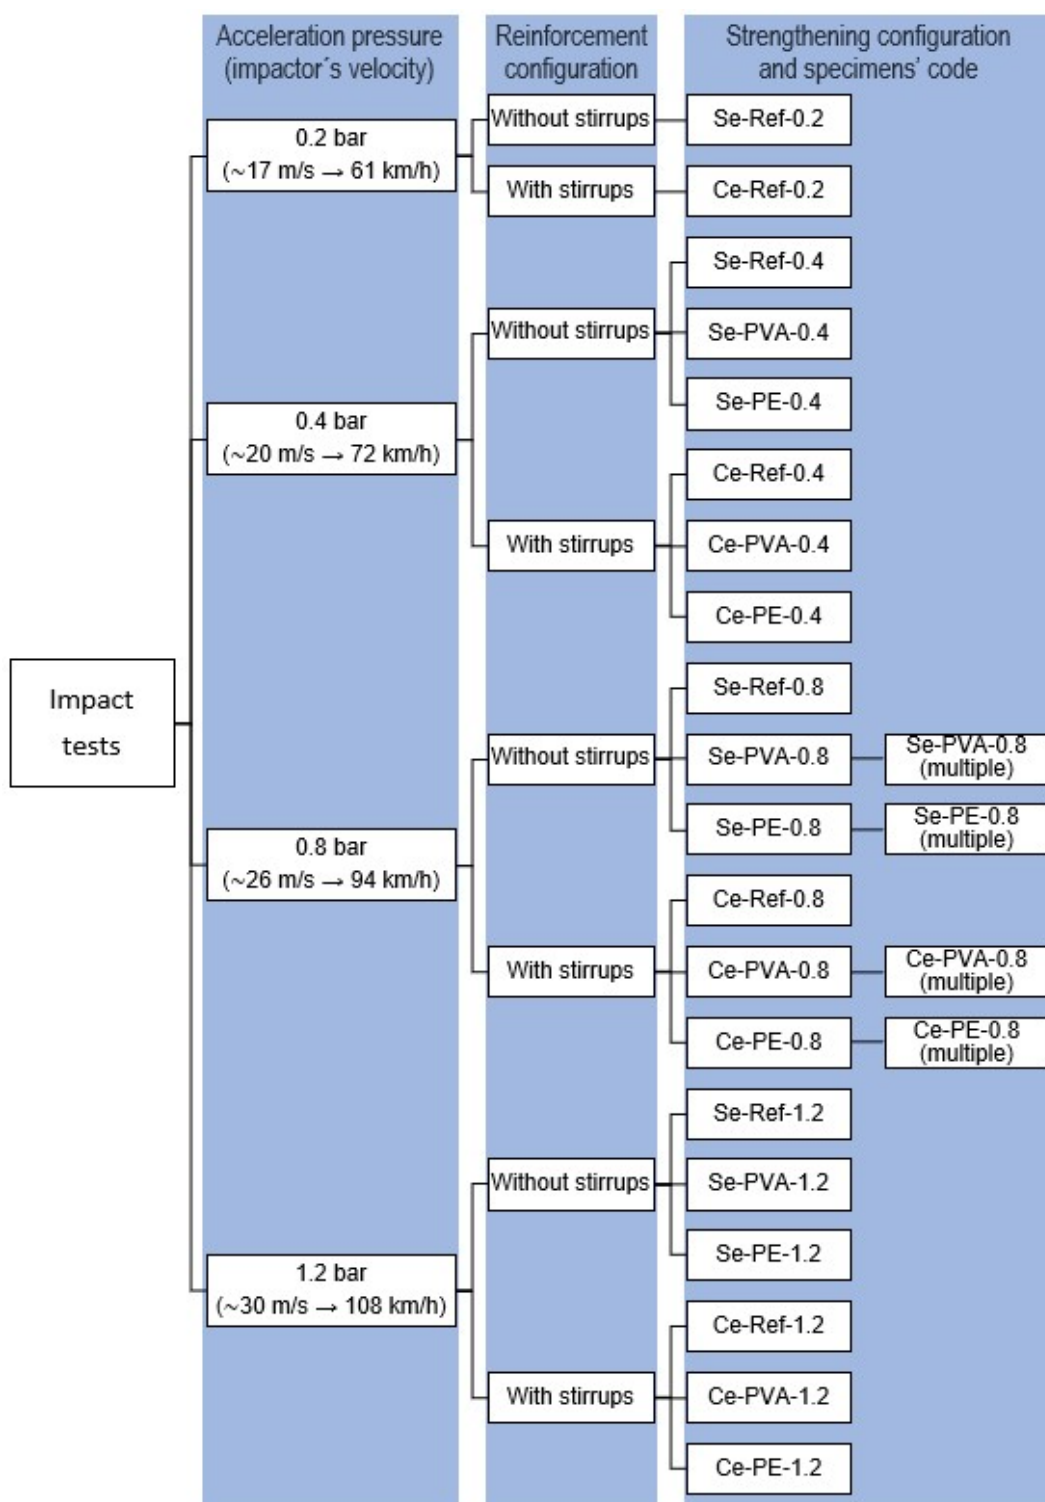 Acceleration pressure
(impactor´s velocity)
Reinforcement
configuration
Strengthening configuration
and specimens’ code
Impact
tests
0.2 bar
(~17 m/s → 61 km/h)
Without stirrups
Se-Ref-0.2
With stirrups
Ce-Ref-0.2
0.4 bar
(~20 m/s → 72 km/h)
Without stirrups
Se-Ref-0.4
Se-PVA-0.4
Se-PE-0.4
With stirrups
Ce-Ref-0.4
Ce-PVA-0.4
Ce-PE-0.4
0.8 bar
(~26 m/s → 94 km/h)
Without stirrups
Se-Ref-0.8
Se-PVA-0.8
Se-PVA-0.8
(multiple)
Se-PE-0.8
Se-PE-0.8
(multiple)
With stirrups
Ce-Ref-0.8
Ce-PVA-0.8
Ce-PVA-0.8
(multiple)
Ce-PE-0.8
Ce-PE-0.8
(multiple)
1.2 bar
(~30 m/s → 108 km/h)
Without stirrups
Se-Ref-1.2
Se-PVA-1.2
Se-PE-1.2
With stirrups
Ce-Ref-1.2
Ce-PVA-1.2
Ce-PE-1.2